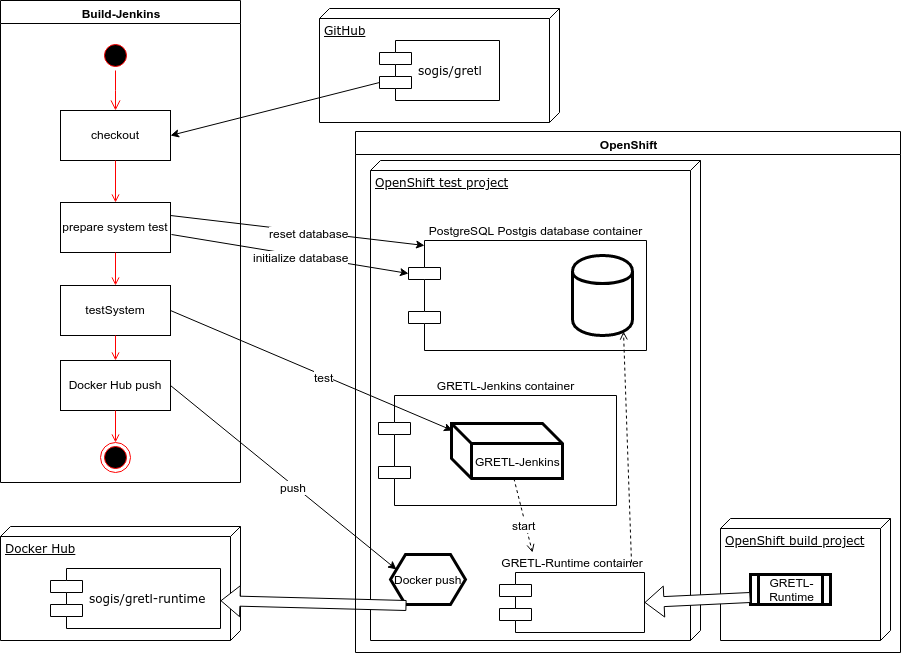 Build-Jenkins
checkout
prepare system test
testSystem
Docker Hub push
GitHub
sogis/gretl
OpenShift
OpenShift test project
reset database
initialize database
PostgreSQL Postgis database container
test
GRETL-Jenkins container
GRETL-Jenkins
push
start
GRETL-Runtime container
Docker push
Docker Hub
sogis/gretl-runtime
OpenShift build project
GRETL-
Runtime